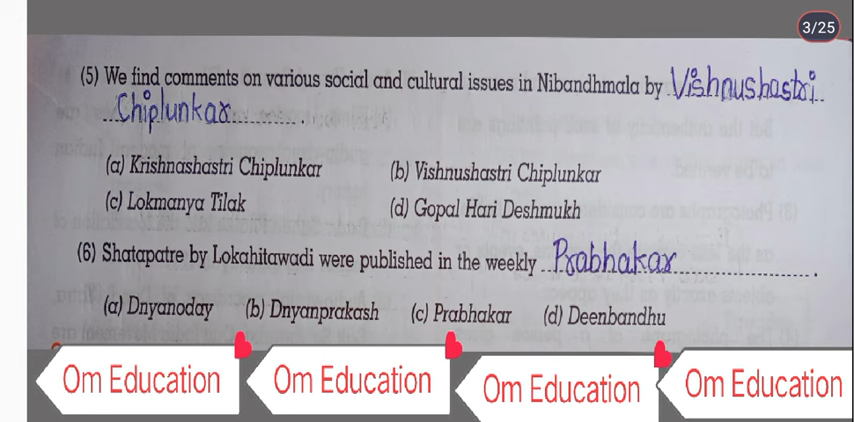 3/25
(5) We find comments on various social and cultural issues in Nibandhmala by Vishnushastri
Chiplunkar.
(a) Krishnashastri Chiplunkar (b) Vishnushastri Chiplunkar
(c) Lokmanya Tilak (d) Gopal Hari Deshmukh
(6) Shatapatre by Lokahitawadi were published in the weekly Prabhakar.
(a) Dnyanoday (b) Dnyanprakash (c) Prabhakar (d) Deenbandhu
Om Education Om Education Om Education Om Education